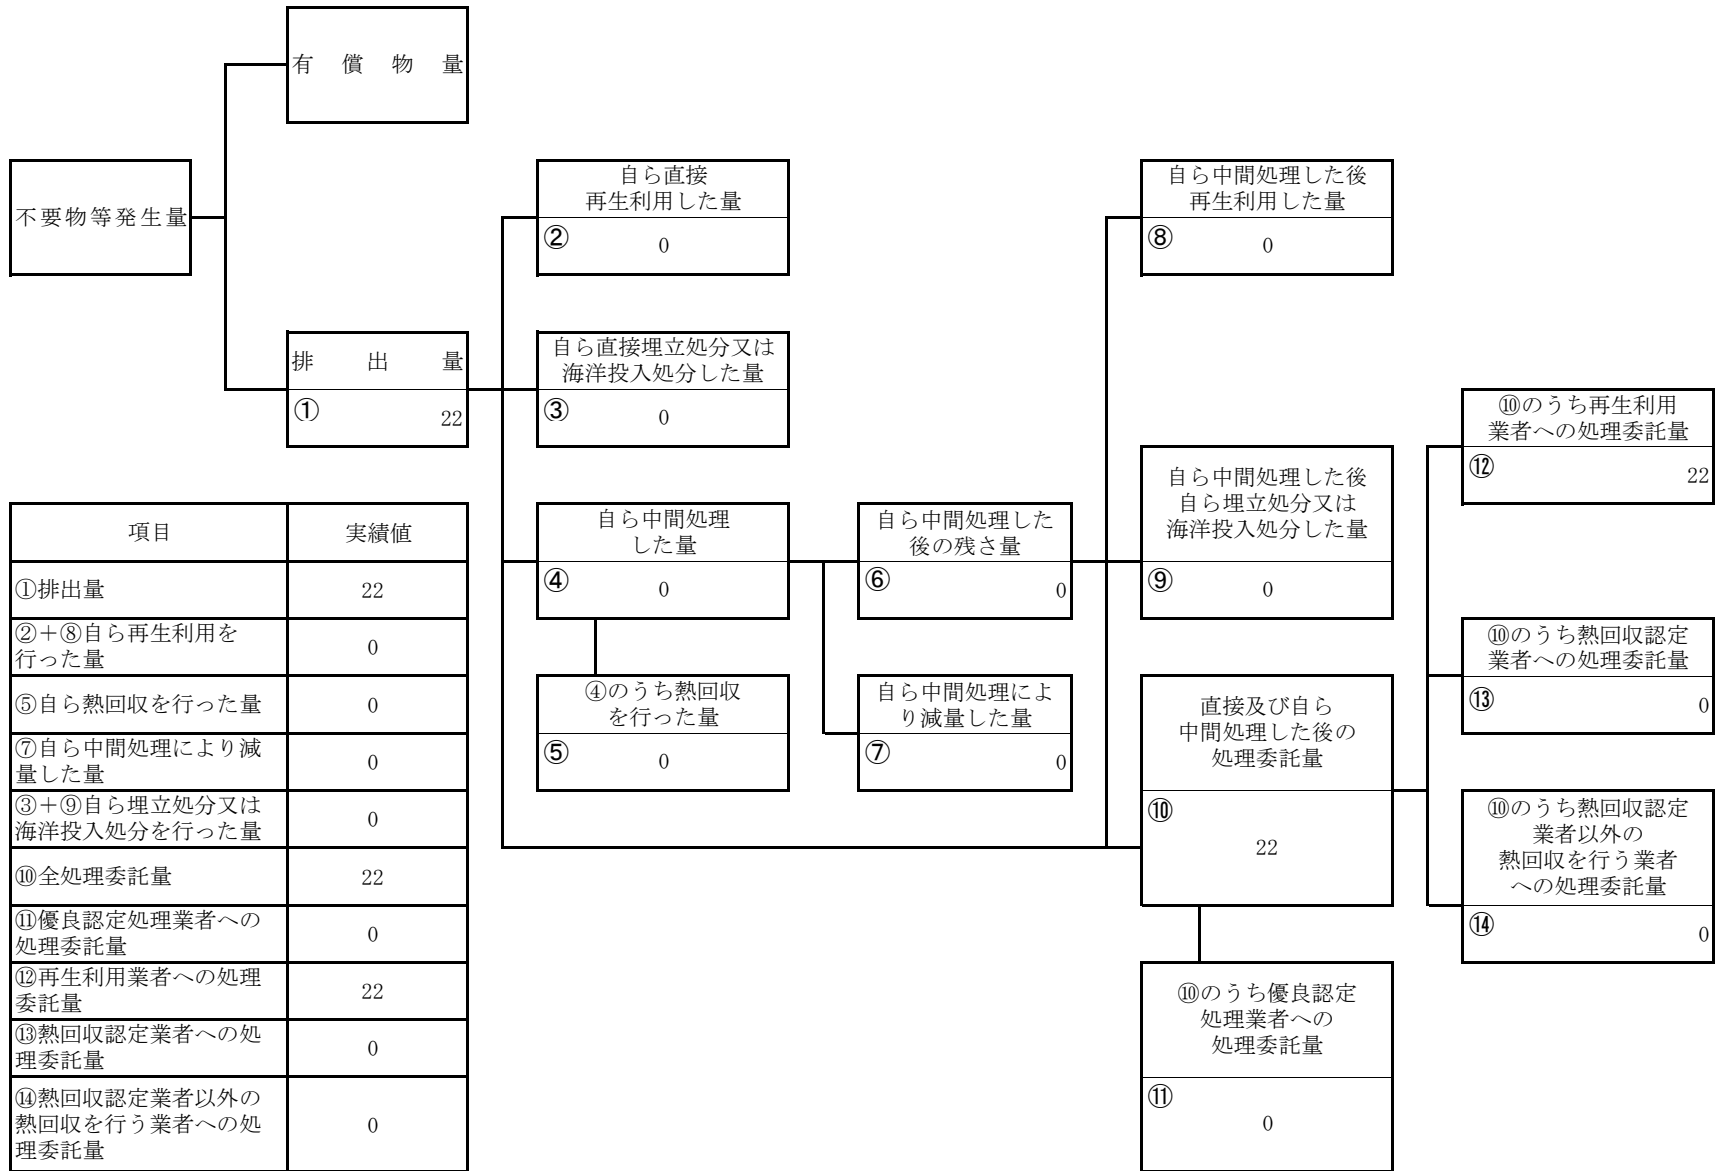 有償物量
不要物等発生量
排出量
①
22
自ら直接
再生利用した量
②
0
自ら直接埋立処分又は
海洋投入処分した量
③
0
自ら中間処理
した量
④
0
④のうち熱回収
を行った量
⑤
0
自ら中間処理した
後の残さ量
⑥
0
自ら中間処理によ
り減量した量
⑦
0
自ら中間処理した後
再生利用した量
⑧
0
自ら中間処理した後
自ら埋立処分又は
海洋投入処分した量
⑨
0
直接及び自ら
中間処理した後の
処理委託量
⑩
22
⑩のうち優良認定
処理業者への
処理委託量
⑪
0
⑩のうち再生利用
業者への処理委託量
⑫
22
⑩のうち熱回収認定
業者への処理委託量
⑬
0
⑩のうち熱回収認定
業者以外の
熱回収を行う業者
への処理委託量
⑭
0
項目 実績値
①排出量 22
②+⑧自ら再生利用を
行った量
0
⑤自ら熱回収を行った量 0
⑦自ら中間処理により減
量した量
0
③+⑨自ら埋立処分又は
海洋投入処分を行った量
0
⑩全処理委託量 22
⑪優良認定処理業者への
処理委託量
0
⑫再生利用業者への処理
委託量
22
⑬熱回収認定業者への処
理委託量
0
⑭熱回収認定業者以外の
熱回収を行う業者への処
理委託量
0